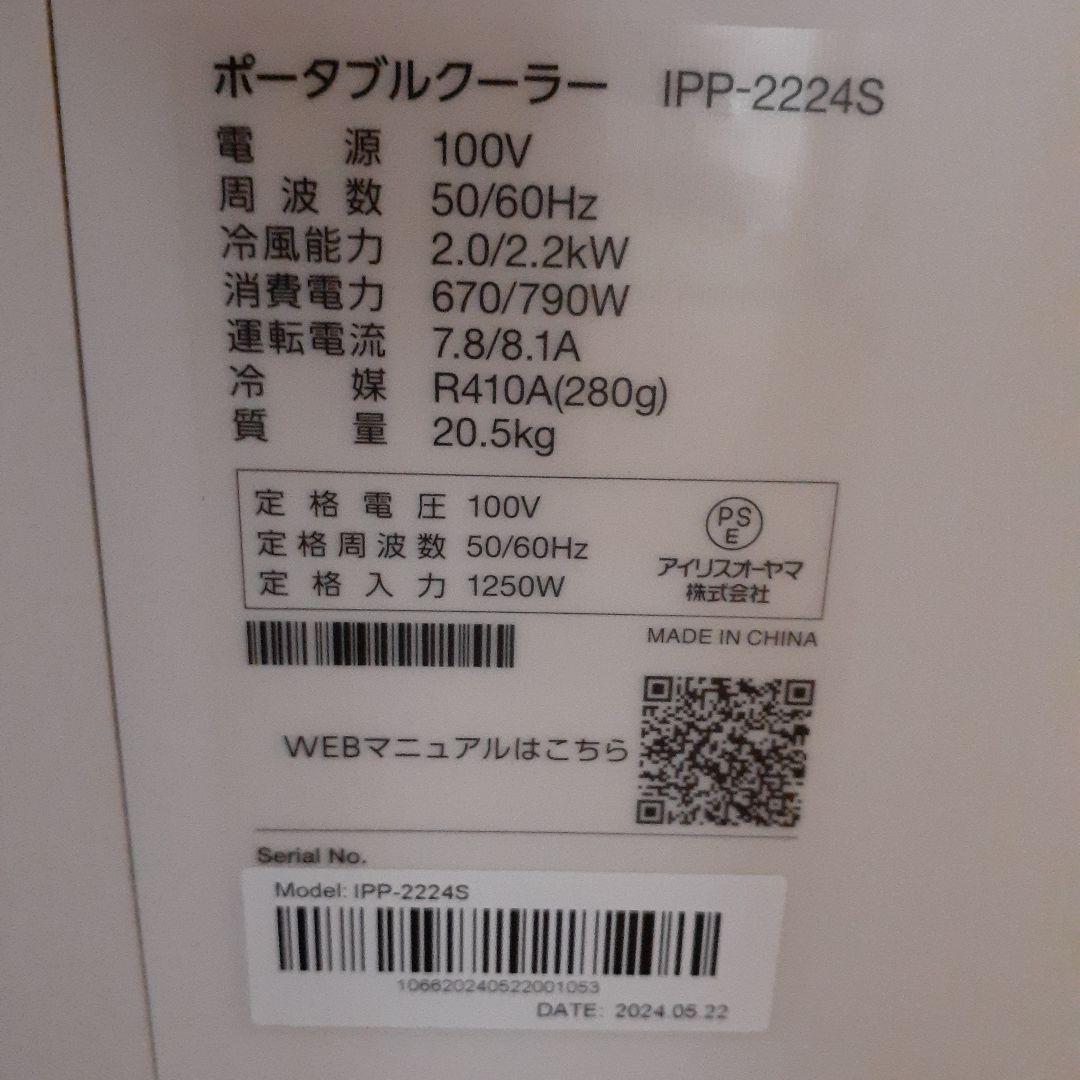 ポータブルクーラー IPP-2224S
電源 100V
周波数 50/60Hz
冷風能力 2.0/2.2kW
消費電力 670/790W
運転電流 7.8/8.1A
冷媒 R410A(280g)
質量 20.5kg
定格電圧 100V
定格周波数 50/60Hz
定格入力 1250W
PS
E
アイリスオーヤマ
株式会社
MADE IN CHINA
WEBマニュアルはこちら
Serial No.
Model: IPP-2224S
106620240522001053
DATE: 2024.05.22